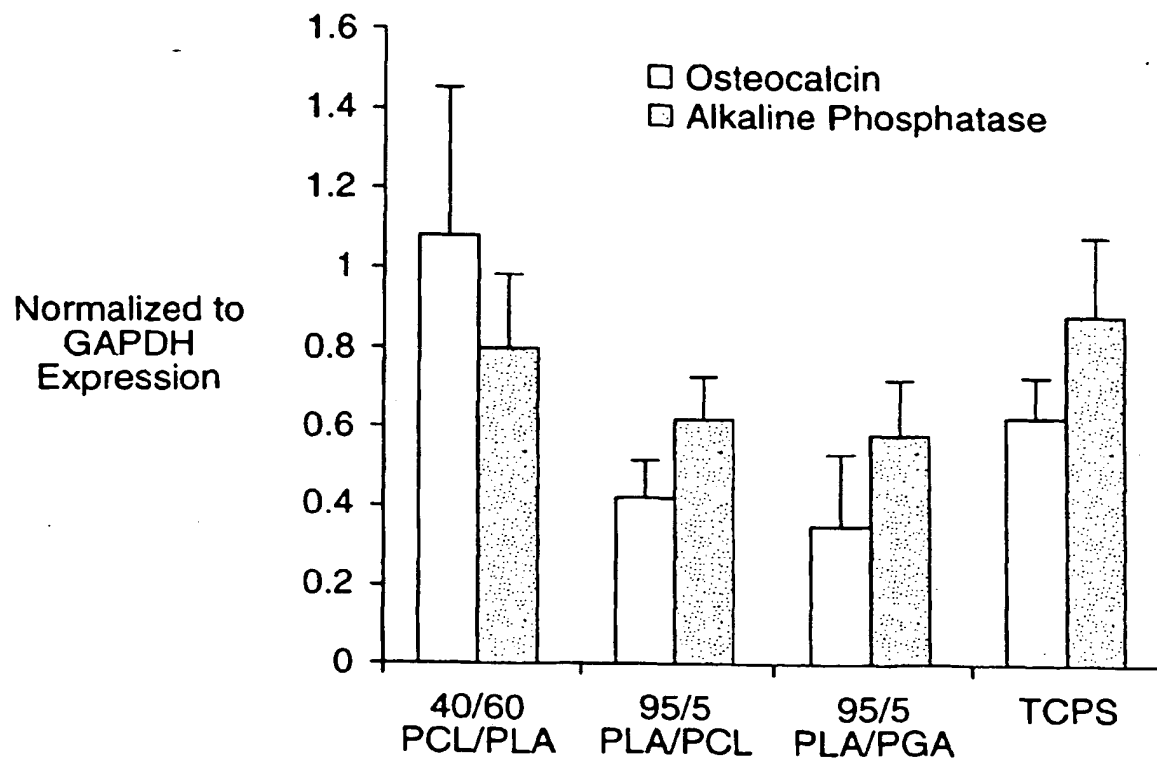 1.6
1.4
1.2
1
0.8
0.6
0.4
0.2
0
Normalized to
GAPDH
Expression
Osteocalcin
Alkaline Phosphatase
40/60
PCL/PLA
95/5
PLA/PCL
95/5
PLA/PGA
TCPS